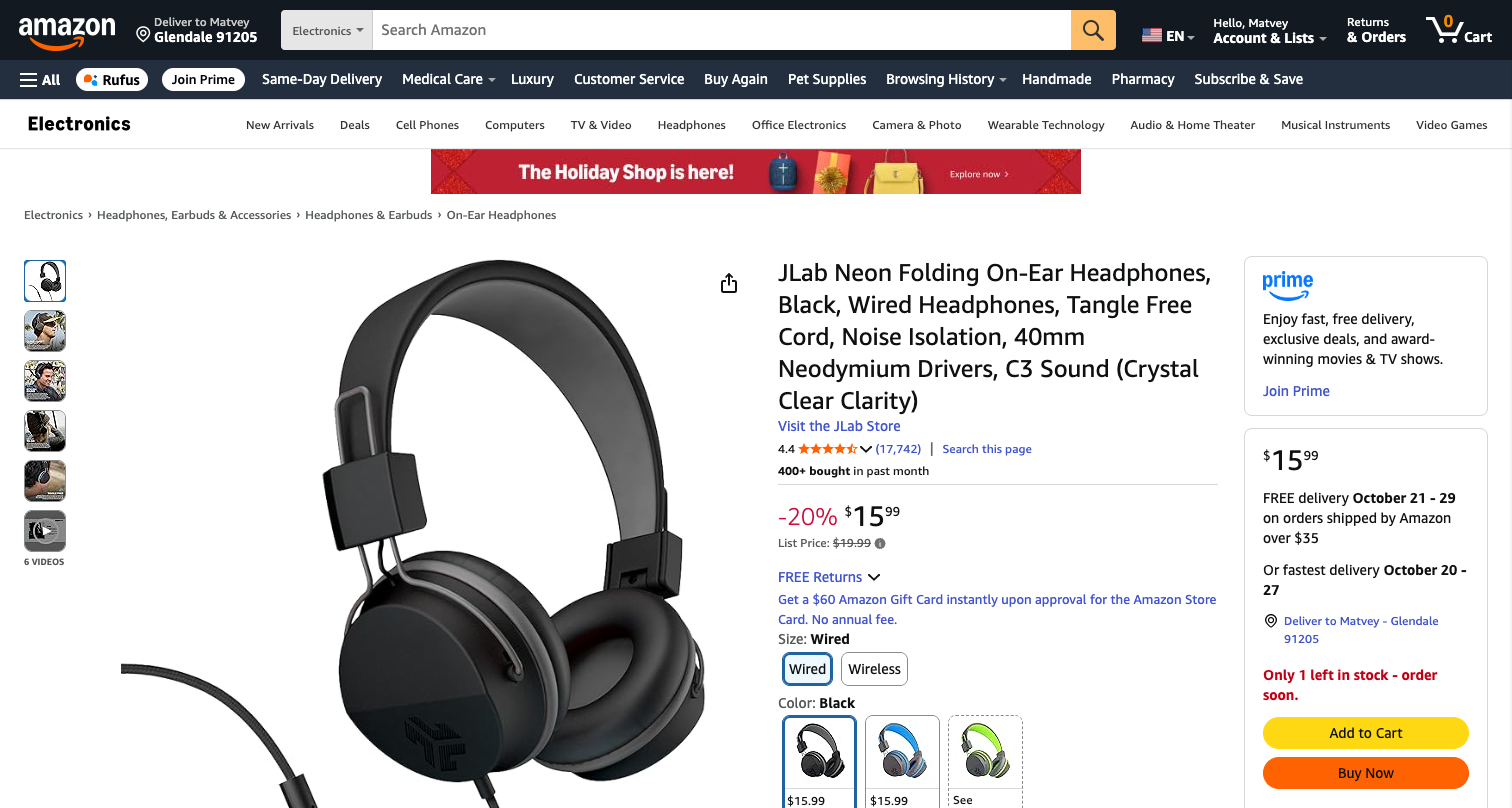 amazon
Deliver to Matvey
Glendale 91205
Electronics
Search Amazon
EN
Hello, Matvey
Account & Lists
Returns
& Orders
0
Cart
All
Rufus
Join Prime
Same-Day Delivery
Medical Care
Luxury
Customer Service
Buy Again
Pet Supplies
Browsing History
Handmade
Pharmacy
Subscribe & Save
Electronics
New Arrivals
Deals
Cell Phones
Computers
TV & Video
Headphones
Office Electronics
Camera & Photo
Wearable Technology
Audio & Home Theater
Musical Instruments
Video Games
The Holiday Shop is here!
Explore now ›
Electronics › Headphones, Earbuds & Accessories › Headphones & Earbuds › On-Ear Headphones
6 VIDEOS
JLab Neon Folding On-Ear Headphones,
Black, Wired Headphones, Tangle Free
Cord, Noise Isolation, 40mm
Neodymium Drivers, C3 Sound (Crystal
Clear Clarity)
Visit the JLab Store
4.4 (17,742) | Search this page
400+ bought in past month
-20% $1599
List Price: $19.99
FREE Returns
Get a $60 Amazon Gift Card instantly upon approval for the Amazon Store
Card. No annual fee.
Size: Wired
Wired
Wireless
Color: Black
$15.99
$15.99
See
prime
Enjoy fast, free delivery,
exclusive deals, and award-
winning movies & TV shows.
Join Prime
$1599
FREE delivery October 21 - 29
on orders shipped by Amazon
over $35
Or fastest delivery October 20 -
27
Deliver to Matvey - Glendale
91205
Only 1 left in stock - order
soon.
Add to Cart
Buy Now